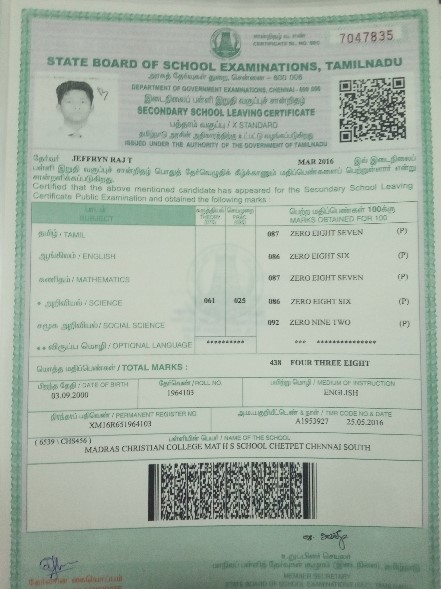 சான்றிதழ் வ. எண்
CERTIFICATE SL. NO. SEC
7047835
STATE BOARD OF SCHOOL EXAMINATIONS, TAMILNADU
அரசுத் தேர்வுகள் துறை, சென்னை – 600 006
DEPARTMENT OF GOVERNMENT EXAMINATIONS, CHENNAI - 600 006
இடைநிலைப் பள்ளி இறுதி வகுப்புச் சான்றிதழ்
SECONDARY SCHOOL LEAVING CERTIFICATE
பத்தாம் வகுப்பு / X STANDARD
தமிழ்நாடு அரசின் அதிகாரத்திற்கு உட்பட்டு வழங்கப்படுகிறது
ISSUED UNDER THE AUTHORITY OF THE GOVERNMENT OF TAMILNADU
தேர்வர் JEFFRYN RAJ T MAR 2016 இல் இடைநிலைப்
பள்ளி இறுதி வகுப்பு பொதுத் தேர்வெழுதிக் கீழ்க்காணும் மதிப்பெண்களைப் பெற்றுள்ளார் என்று
சான்றளிக்கப்படுகிறது.
Certified that the above mentioned candidate has appeared for the Secondary School Leaving
Certificate Public Examination and obtained the following marks:
பாடம் கருத்தியல் செய்முறை பெற்ற மதிப்பெண்கள் 100க்கு
SUBJECT THEORY (075) PRAC (025) MARKS OBTAINED FOR 100
தமிழ் / TAMIL 087 ZERO EIGHT SEVEN (P)
ஆங்கிலம் / ENGLISH 086 ZERO EIGHT SIX (P)
கணிதம் / MATHEMATICS 087 ZERO EIGHT SEVEN (P)
* அறிவியல் / SCIENCE 061 025 086 ZERO EIGHT SIX (P)
சமூக அறிவியல் / SOCIAL SCIENCE 092 ZERO NINE TWO (P)
** விருப்ப மொழி / OPTIONAL LANGUAGE ********** *** ****************
மொத்த மதிப்பெண்கள் / TOTAL MARKS 438 FOUR THREE EIGHT
பிறந்த தேதி / DATE OF BIRTH தேர்வெண் / ROLL NO. பயிற்று மொழி / MEDIUM OF INSTRUCTION
03.09.2000 1964103 ENGLISH
நிரந்தரப் பதிவெண் / PERMANENT REGISTER NO. / TMR CODE NO.& DATE
XM16R651964103 A1953927 25.05.2016
( 6539 \ CHS456 ) பள்ளியின் பெயர் / NAME OF THE SCHOOL
MADRAS CHRISTIAN COLLEGE MAT H S SCHOOL CHETPET CHENNAI SOUTH
உறுப்பினர் செயலர்
MEMBER SECRETARY